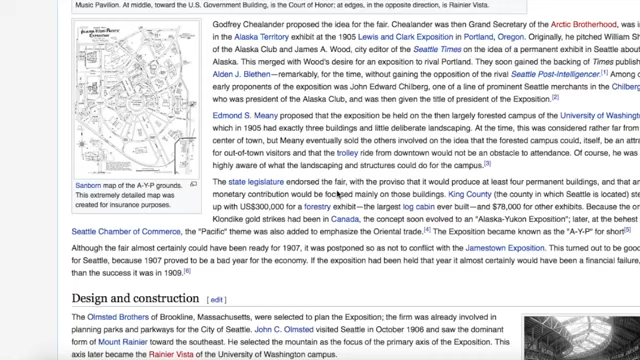 Music Pavilion. At middle, toward the U.S. Government Building, is the Court of Honor; at edges, in the opposite direction, is Rainier Vista.
Godfrey Chealander proposed the idea for the fair. Chealander was then Grand Secretary of the Arctic Brotherhood, was i
in the Alaska Territory exhibit at the 1905 Lewis and Clark Exposition in Portland, Oregon. Originally, he pitched William Sh
of the Alaska Club and James A. Wood, city editor of the Seattle Times on the idea of a permanent exhibit in Seattle about
Alaska. This merged with Wood's desire for an exposition to rival Portland. They soon gained the backing of Times publish
Alden J. Blethen—remarkably, for the time, without gaining the opposition of the rival Seattle Post-Intelligencer.[1] Among o
early proponents of the exposition was John Edward Chilberg, one of a line of prominent Seattle merchants in the Chilberg
who was president of the Alaska Club, and was then given the title of president of the Exposition.[2]
Edmond S. Meany proposed that the exposition be held on the then largely forested campus of the University of Washingt
which in 1905 had exactly three buildings and little deliberate landscaping. At the time, this was considered rather far from
center of town, but Meany eventually sold the others involved on the idea that the forested campus could, itself, be an attra
for out-of-town visitors and that the trolley ride from downtown would not be an obstacle to attendance. Of course, he was
highly aware of what the landscaping and structures could do for the campus.[3]
Sanborn map of the A-Y-P grounds.
This extremely detailed map was
created for insurance purposes.
The state legislature endorsed the fair, with the proviso that it would produce at least four permanent buildings, and that an
monetary contribution would be focused mainly on those buildings. King County (the county in which Seattle is located) ste
up with US$300,000 for a forestry exhibit—the largest log cabin ever built—and $78,000 for other exhibits. Because the or
Klondike gold strikes had been in Canada, the concept soon evolved to an "Alaska-Yukon Exposition"; later, at the behest
Seattle Chamber of Commerce, the "Pacific" theme was also added to emphasize the Oriental trade.[4] The Exposition became known as the "A-Y-P" for short[5]
Although the fair almost certainly could have been ready for 1907, it was postponed so as not to conflict with the Jamestown Exposition. This turned out to be good
for Seattle, because 1907 proved to be a bad year for the economy. If the exposition had been held that year it almost certainly would have been a financial failure,
than the success it was in 1909.[6]
Design and construction [ edit ]
The Olmsted Brothers of Brookline, Massachusetts, were selected to plan the Exposition; the firm was already involved in
planning parks and parkways for the City of Seattle. John C. Olmsted visited Seattle in October 1906 and saw the dominant
form of Mount Rainier toward the southeast. He selected the mountain as the focus of the primary axis of the Exposition.
This axis later became the Rainier Vista of the University of Washington campus.